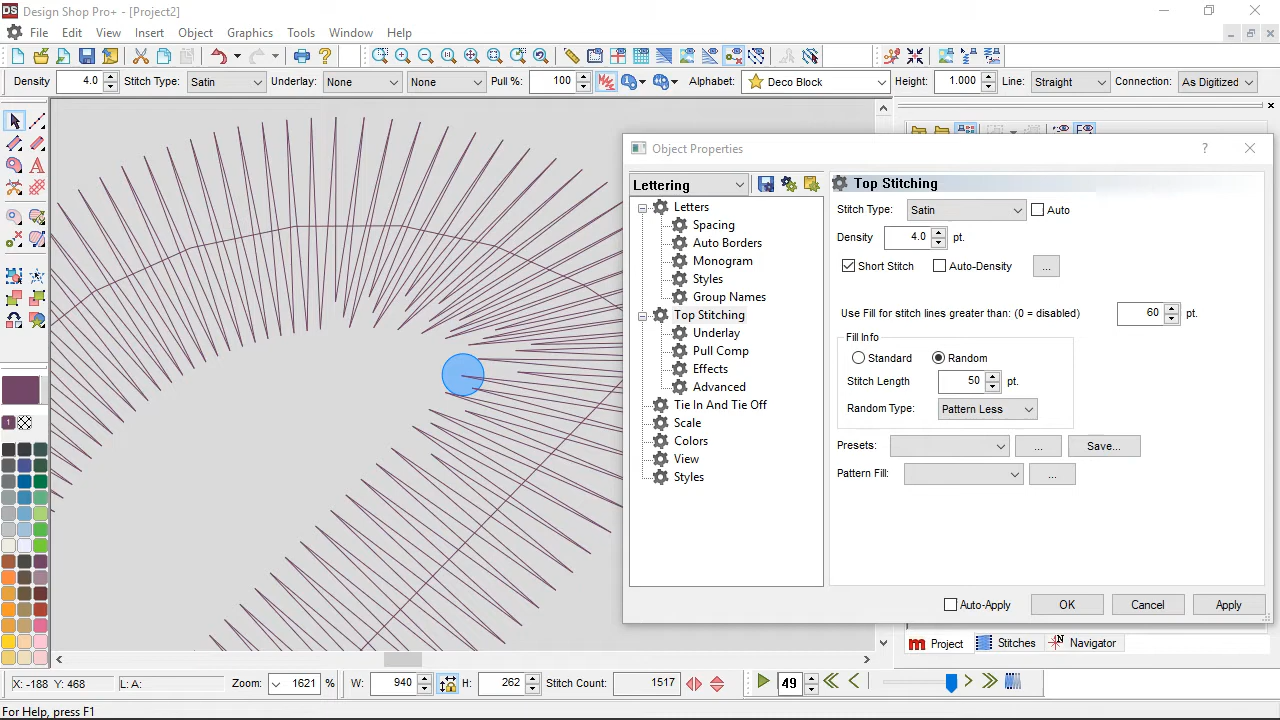 DS Design Shop Pro+ - [Project2]
File Edit View Insert Object Graphics Tools Window Help
Density 4.0 Stitch Type: Satin Underlay: None None Pull %: 100 Alphabet: Deco Block Height: 1.000 Line: Straight Connection: As Digitized
Object Properties ?
Lettering
Letters
Spacing
Auto Borders
Monogram
Styles
Group Names
Top Stitching
Underlay
Pull Comp
Effects
Advanced
Tie In And Tie Off
Scale
Colors
View
Styles
Top Stitching
Stitch Type: Satin Auto
Density 4.0 pt.
Short Stitch Auto-Density ...
Use Fill for stitch lines greater than: (0 = disabled) 60 pt.
Fill Info
Standard Random
Stitch Length 50 pt.
Random Type: Pattern Less
Presets: ... Save...
Pattern Fill: ...
Auto-Apply OK Cancel Apply
1
m Project Stitches N Navigator
X: -188 Y: 468 L: A: Zoom: 1621 % W: 940 H: 262 Stitch Count: 1517 49
For Help, press F1